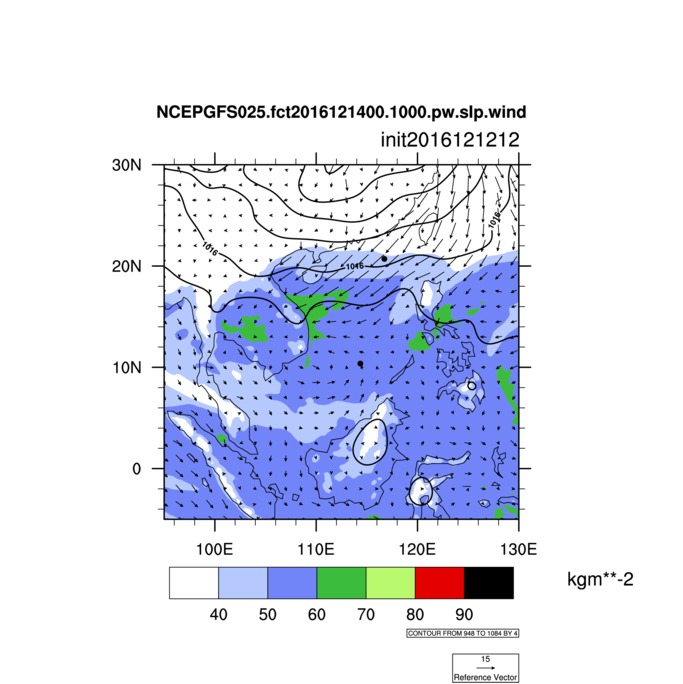 NCEPGFS025.fct2016121400.1000.pw.slp.wind
init2016121212
30N
1016
1016
20N
1016
10N
0
100E 110E 120E 130E
kgm**-2
40 50 60 70 80 90
CONTOUR FROM 948 TO 1084 BY 4
15
Reference Vector